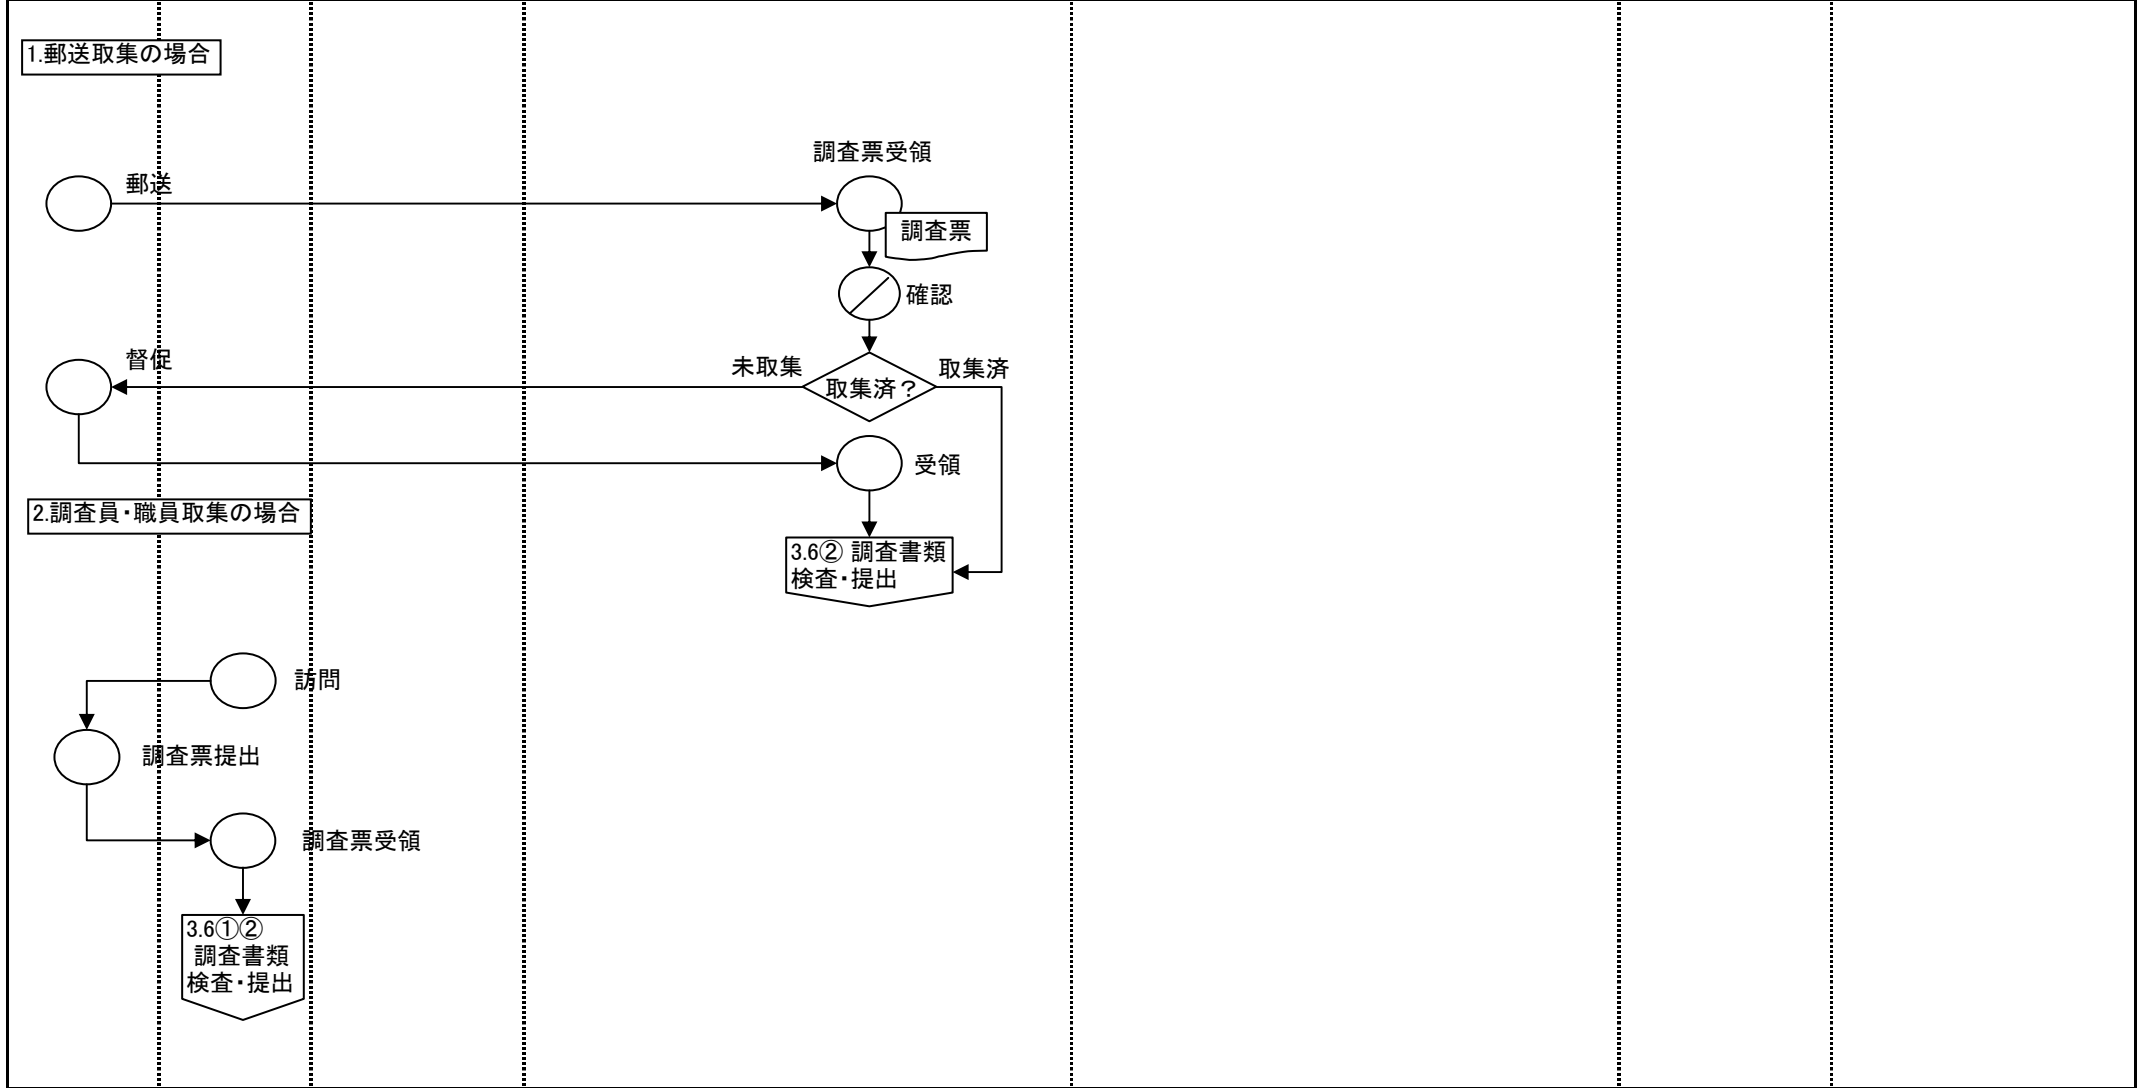 1.郵送取集の場合
調査票受領
郵送
調査票
確認
督促
未取集
取集済
取集済？
受領
2.調査員・職員取集の場合
3.6② 調査書類
検査・提出
訪問
調査票提出
調査票受領
3.6①②
調査書類
検査・提出